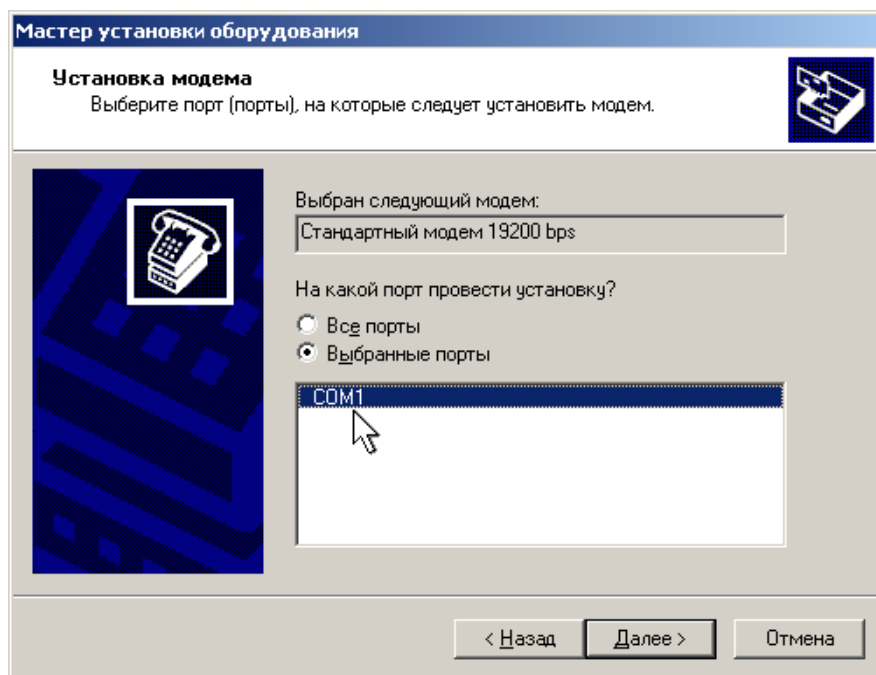 Мастер установки оборудования
Установка модема
Выберите порт (порты), на которые следует установить модем.
Выбран следующий модем:
Стандартный модем 19200 bps
На какой порт провести установку?
Все порты
Выбранные порты
COM1
< Назад
Далее >
Отмена